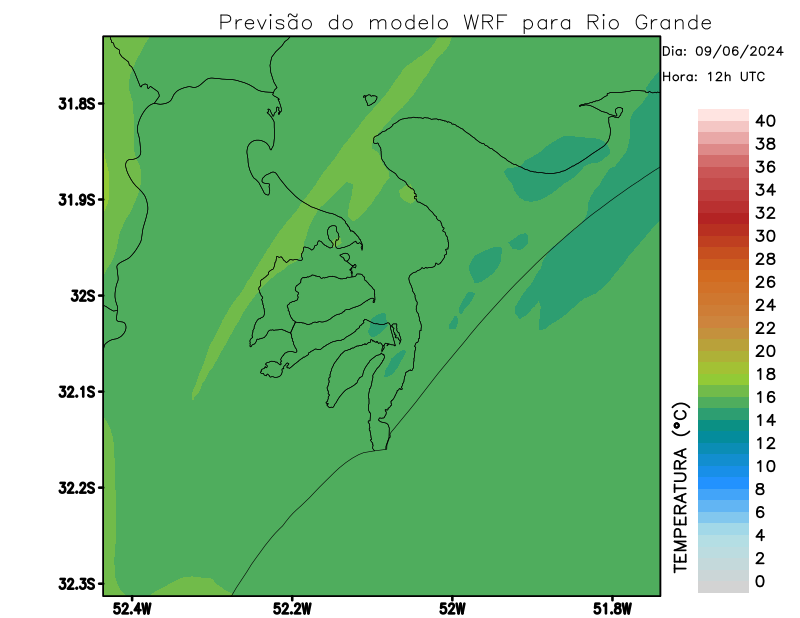 Previsão do modelo WRF para Rio Grande
Dia: 09/06/2024
Hora: 12h UTC
31.8S
31.9S
32S
32.1S
32.2S
32.3S
52.4W
52.2W
52W
51.8W
TEMPERATURA (°C)
40
38
36
34
32
30
28
26
24
22
20
18
16
14
12
10
8
6
4
2
0